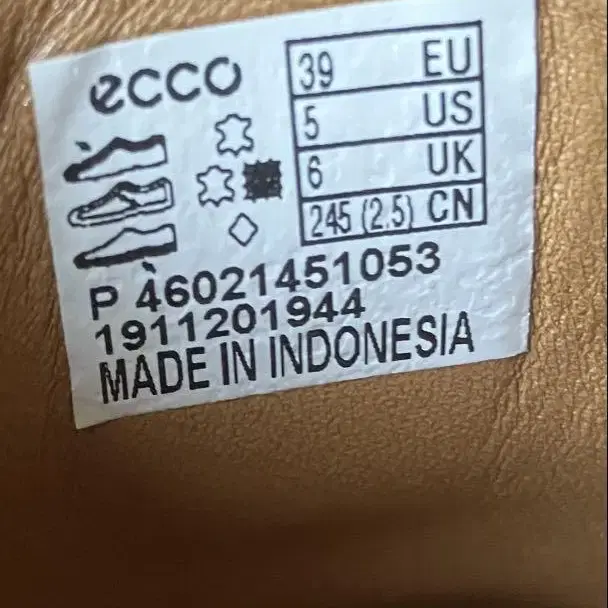 ecco
39 EU
5 US
6 UK
245 (2.5) CN
P 46021451053
1911201944
MADE IN INDONESIA